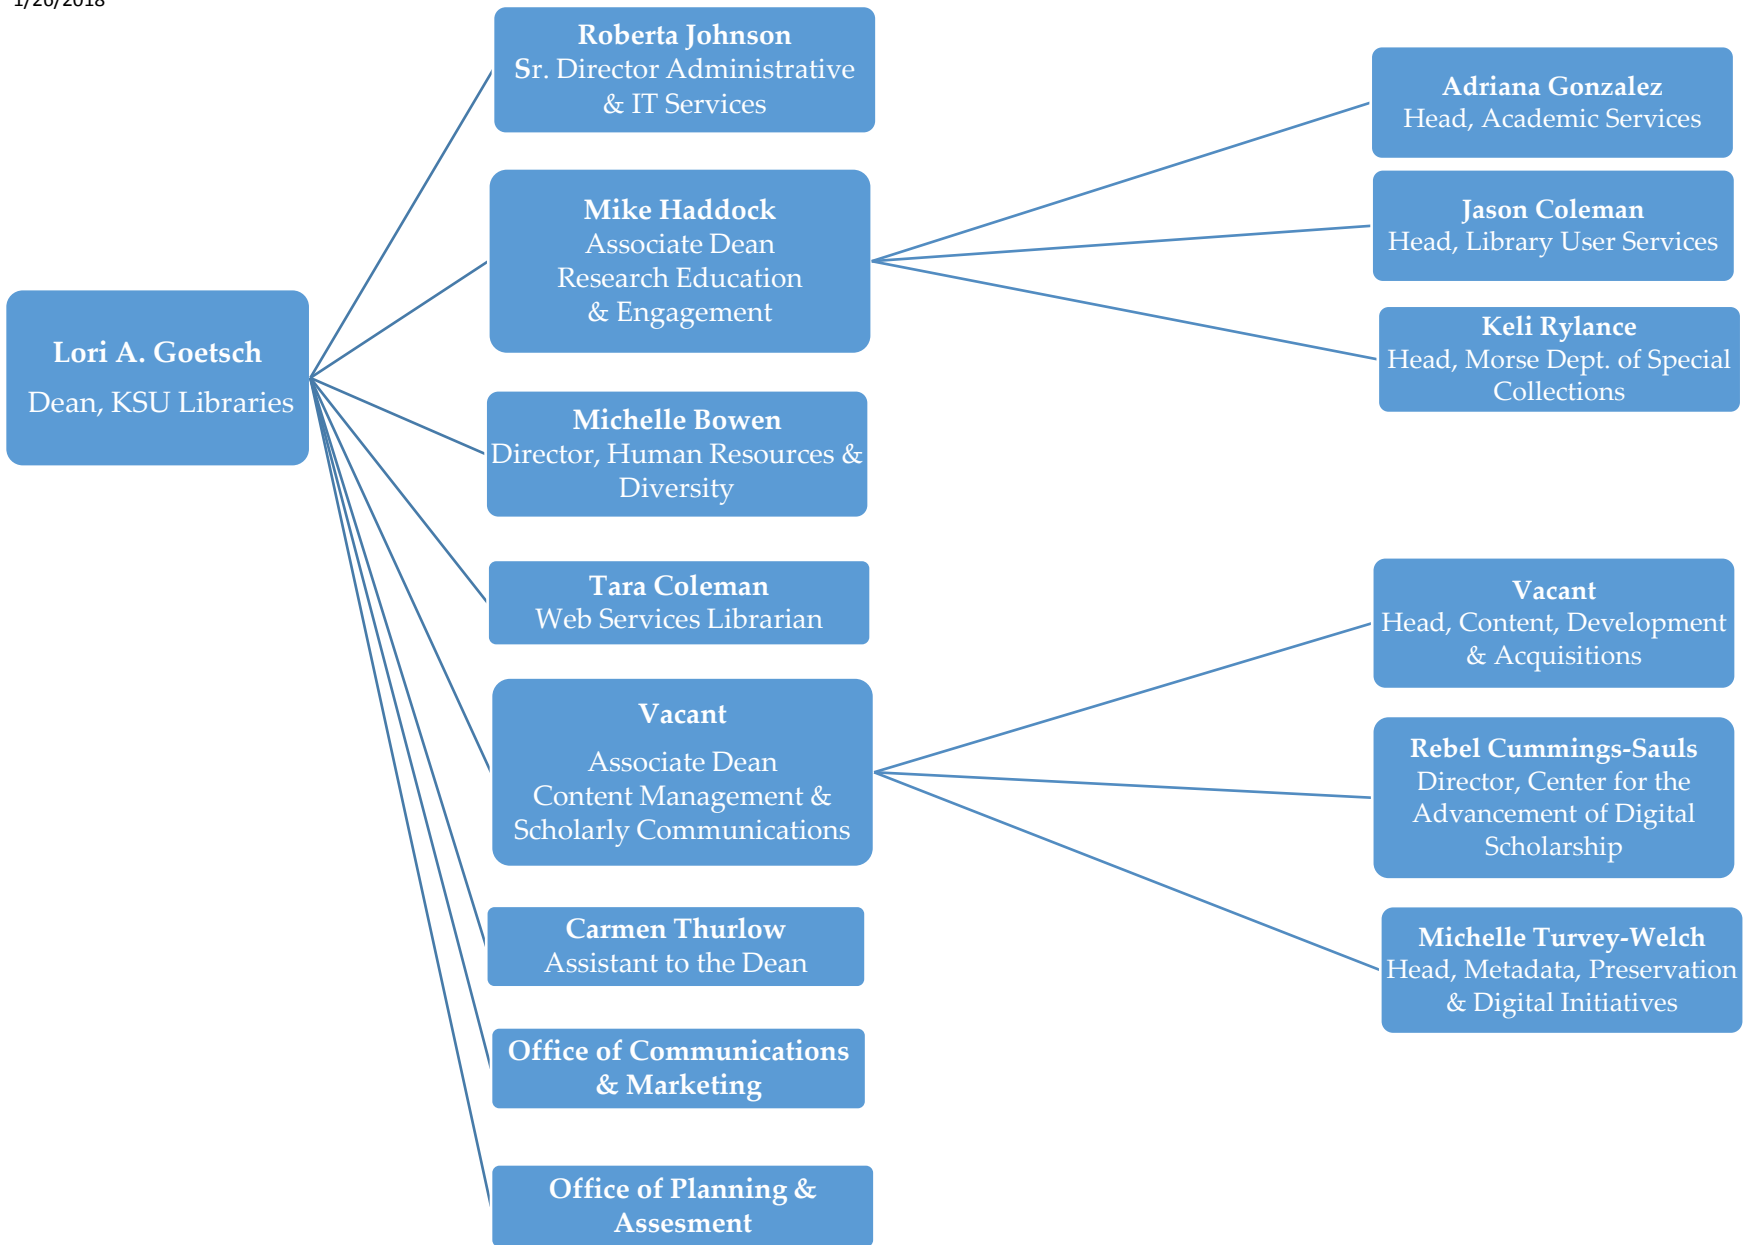 1/26/2018
Lori A. Goetsch
Dean, KSU Libraries
Roberta Johnson
Sr. Director Administrative
& IT Services
Mike Haddock
Associate Dean
Research Education
& Engagement
Michelle Bowen
Director, Human Resources &
Diversity
Tara Coleman
Web Services Librarian
Vacant
Associate Dean
Content Management &
Scholarly Communications
Carmen Thurlow
Assistant to the Dean
Office of Communications
& Marketing
Office of Planning &
Assesment
Adriana Gonzalez
Head, Academic Services
Jason Coleman
Head, Library User Services
Keli Rylance
Head, Morse Dept. of Special
Collections
Vacant
Head, Content, Development
& Acquisitions
Rebel Cummings-Sauls
Director, Center for the
Advancement of Digital
Scholarship
Michelle Turvey-Welch
Head, Metadata, Preservation
& Digital Initiatives